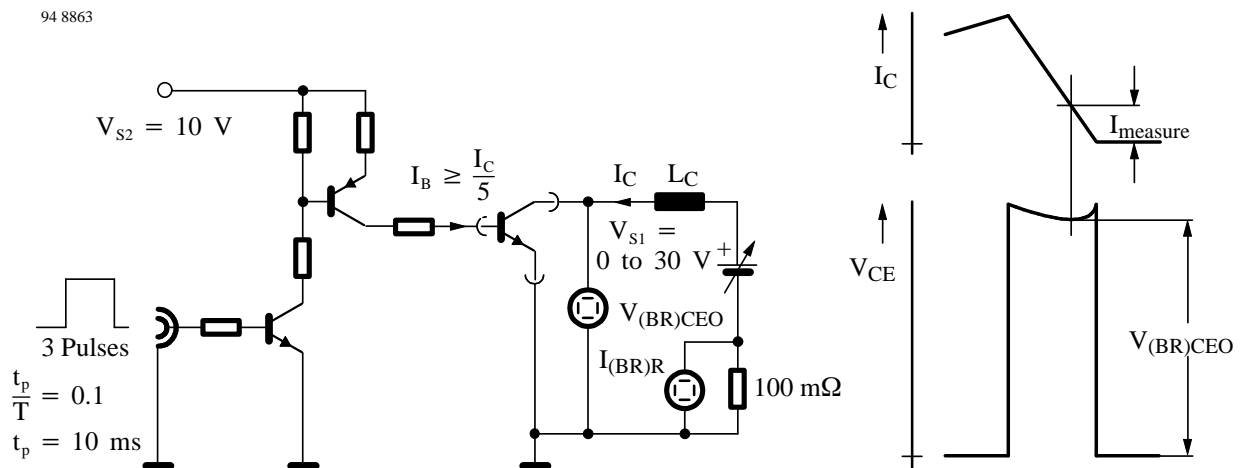 94 8863
V_S2 = 10 V
I_B ≥ I_C/5
I_C
L_C
V_S1 =
0 to 30 V
+
V_(BR)CEO
I_(BR)R
100 mΩ
3 Pulses
t_p/T = 0.1
t_p = 10 ms
I_C
I_measure
V_CE
V_(BR)CEO